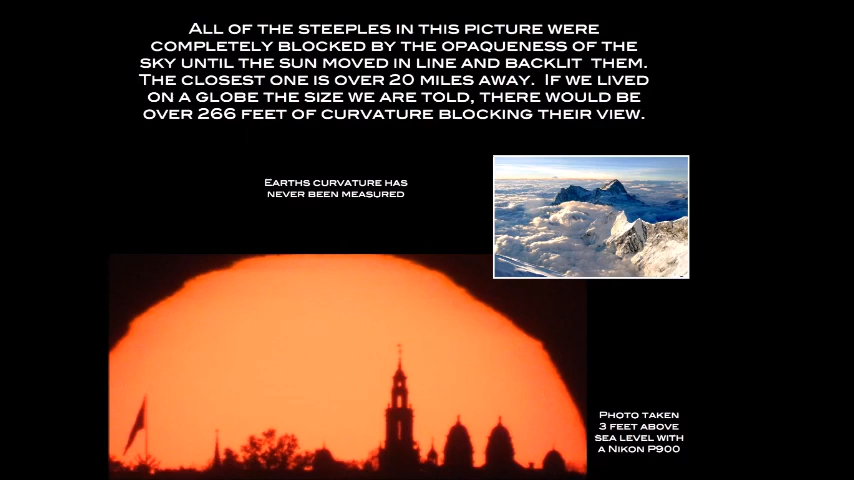 ALL OF THE STEEPLES IN THIS PICTURE WERE
COMPLETELY BLOCKED BY THE OPAQUENESS OF THE
SKY UNTIL THE SUN MOVED IN LINE AND BACKLIT THEM.
THE CLOSEST ONE IS OVER 20 MILES AWAY. IF WE LIVED
ON A GLOBE THE SIZE WE ARE TOLD, THERE WOULD BE
OVER 266 FEET OF CURVATURE BLOCKING THEIR VIEW.
EARTHS CURVATURE HAS
NEVER BEEN MEASURED
PHOTO TAKEN
3 FEET ABOVE
SEA LEVEL WITH
A NIKON P900